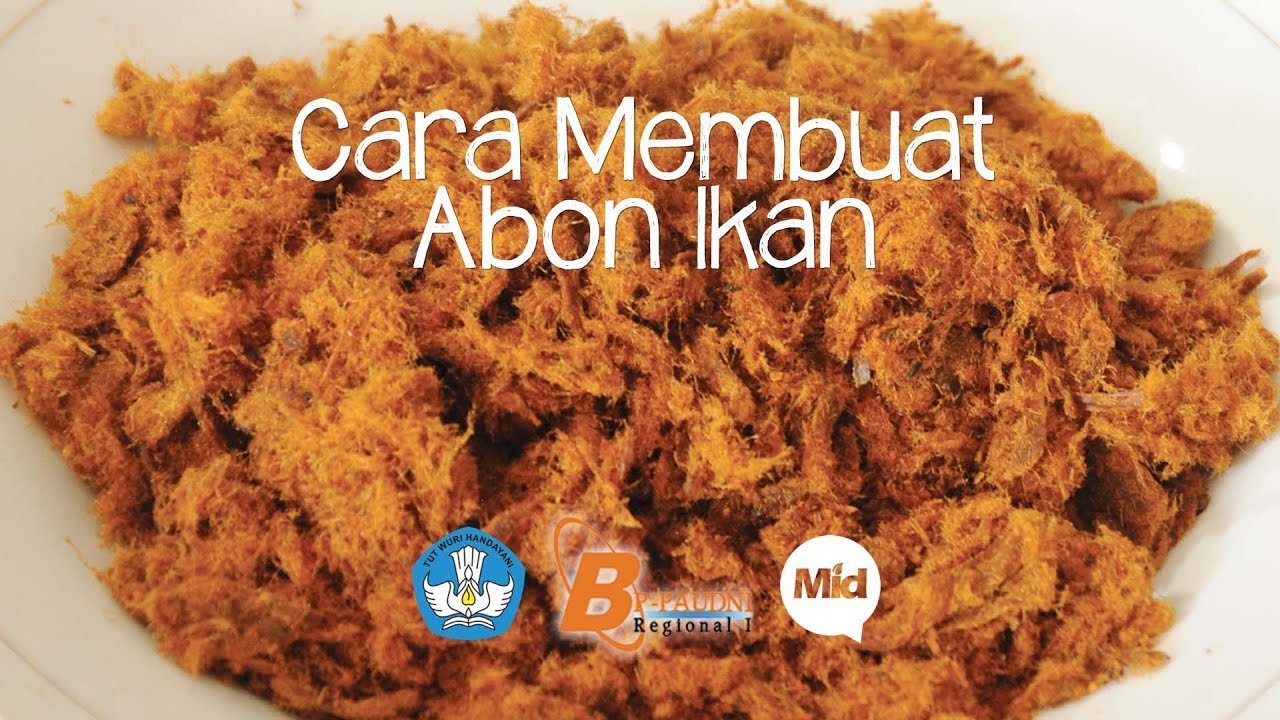 Cara Membuat
Abon Ikan
TUT WURI HANDAYANI
BP-PAUDNI
Regional I
Mid